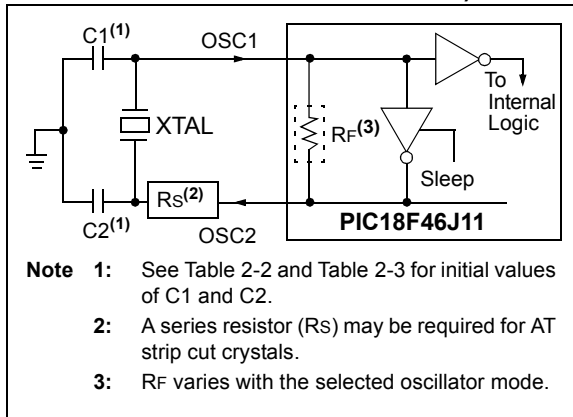 C1(1)
OSC1
To
Internal
Logic
XTAL
RF(3)
Sleep
RS(2)
C2(1)
OSC2
PIC18F46J11
Note 1: See Table 2-2 and Table 2-3 for initial values
of C1 and C2.
2: A series resistor (RS) may be required for AT
strip cut crystals.
3: RF varies with the selected oscillator mode.